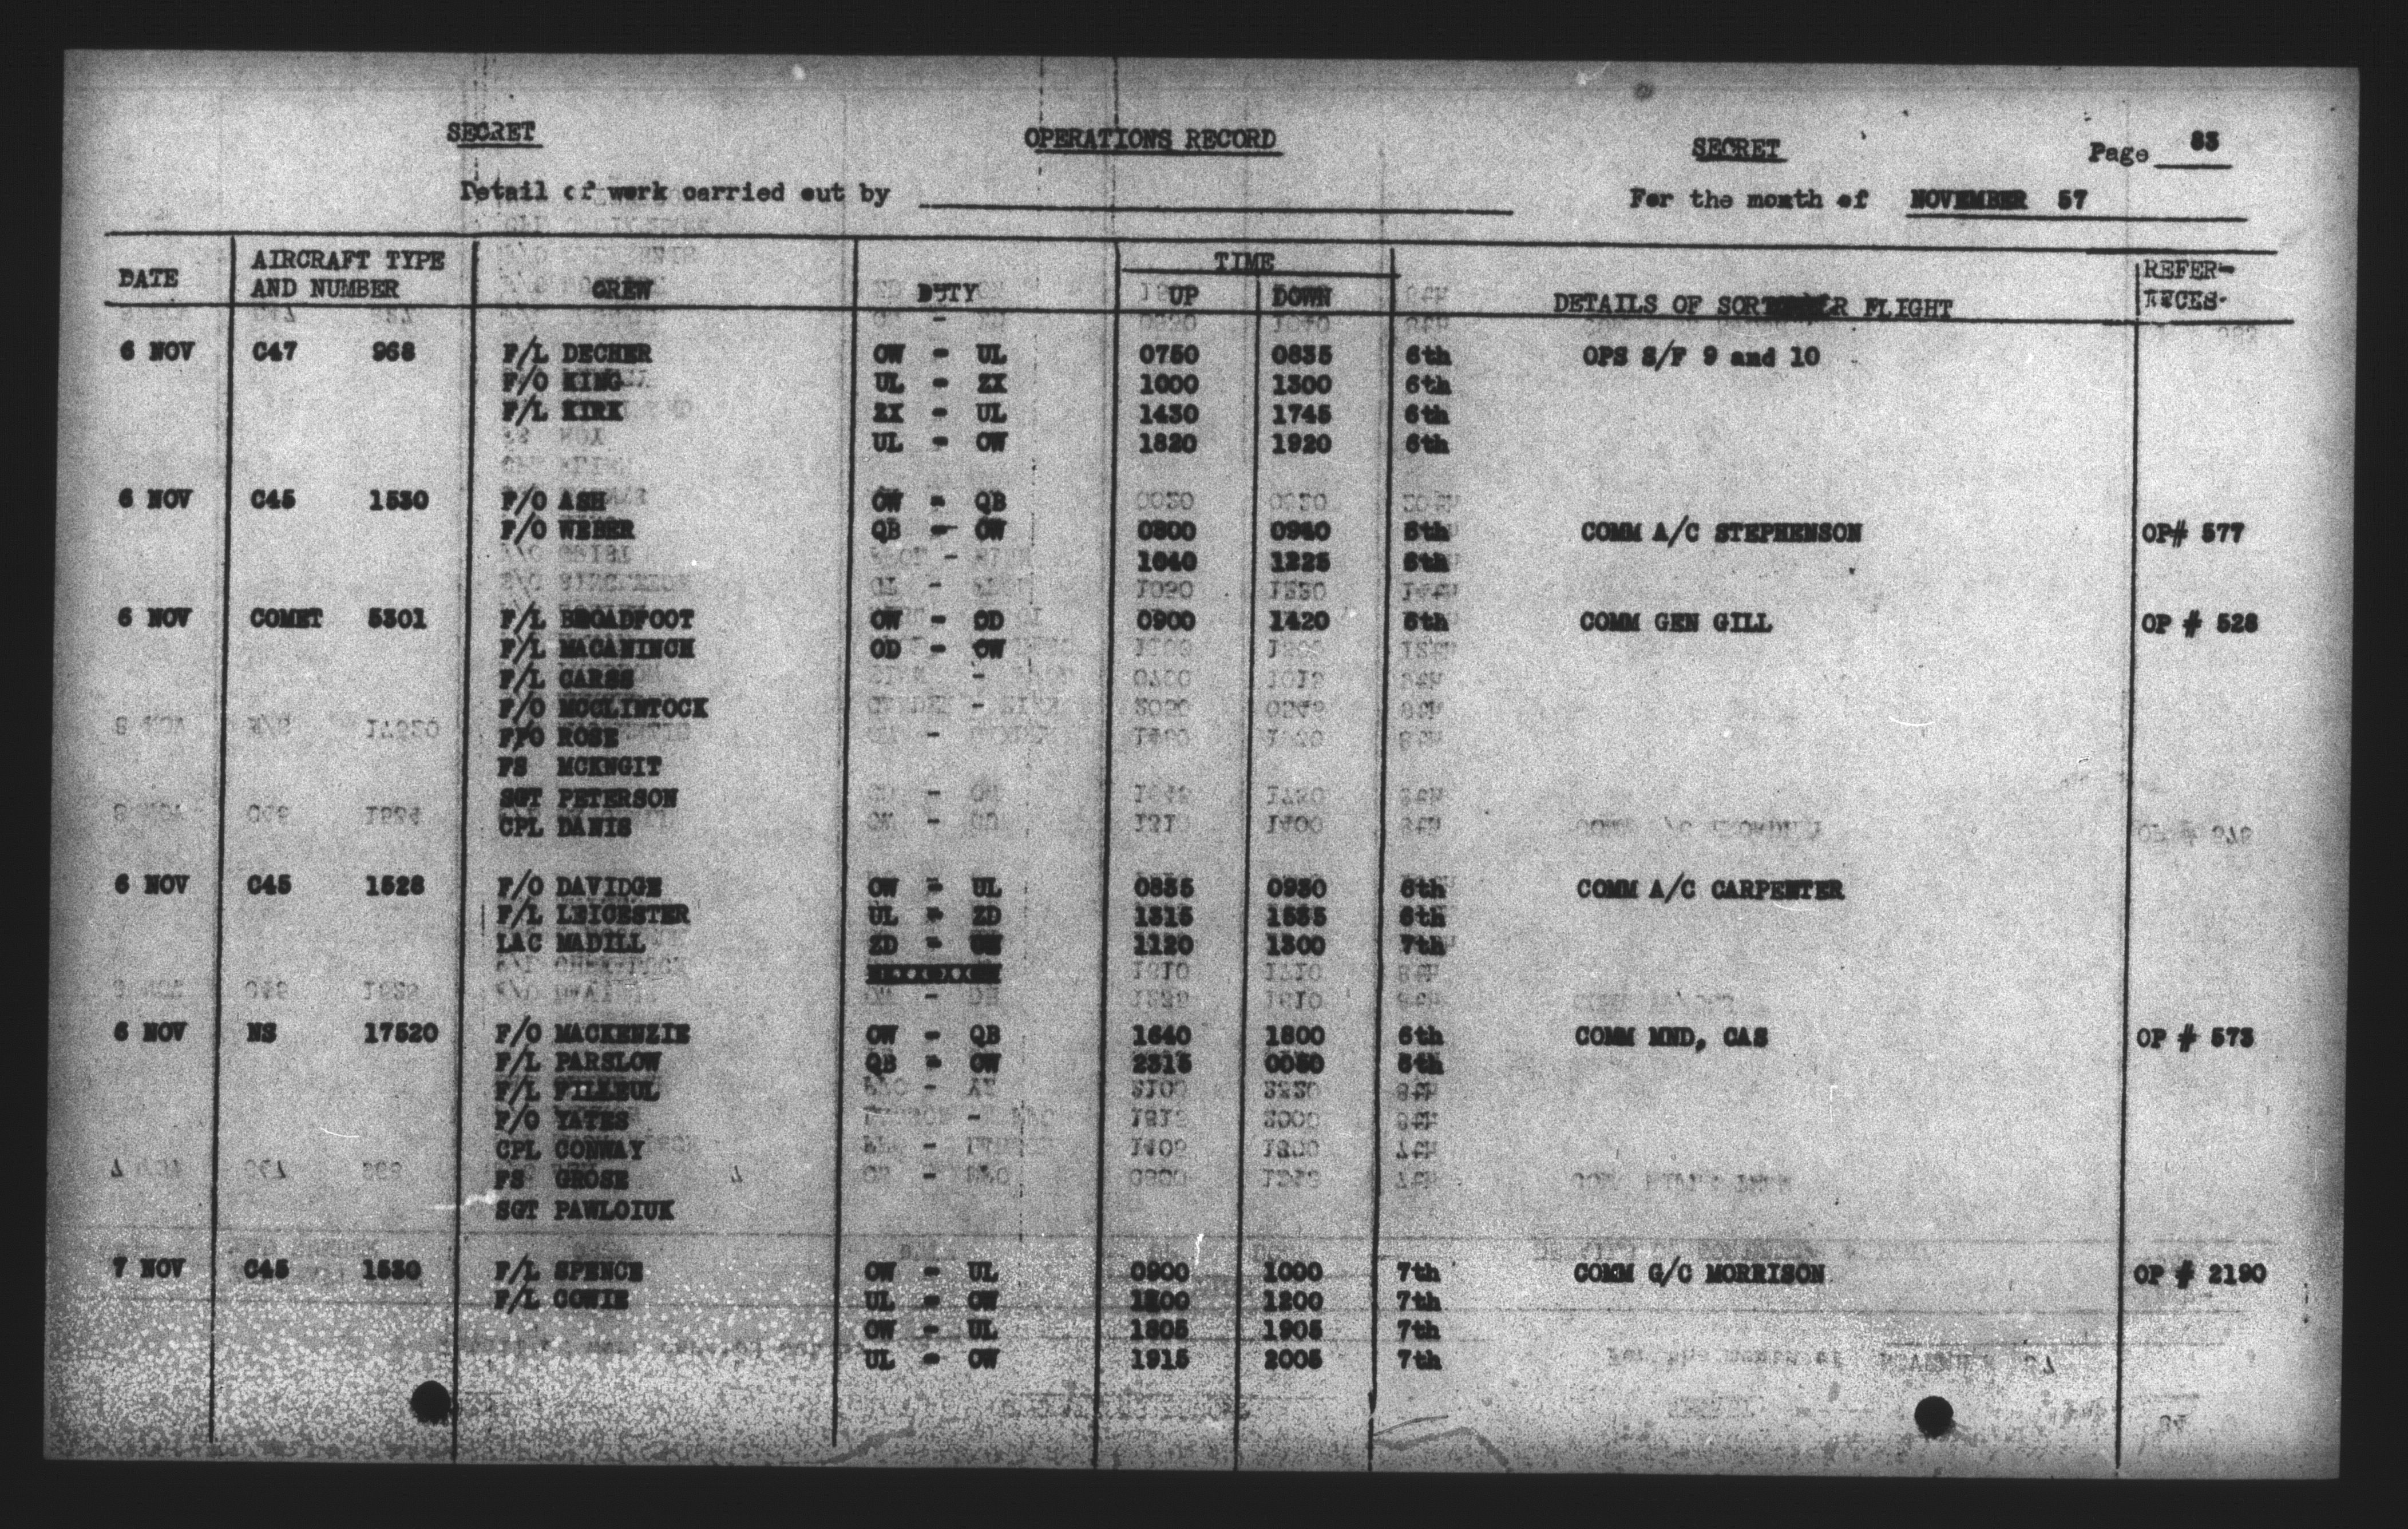 SECRET OPERATIONS RECORD SECRET Page 83
Detail of work carried out by For the month of NOVEMBER 57
DATE AIRCRAFT TYPE AND NUMBER CREW DUTY TIME UP DOWN DETAILS OF FLIGHT REFER- ENCES.
6 NOV C47 968 F/L DECHER OW - UL 0750 0835 6th OPS S/F 9 and 10
F/O KING UL - ZX 1000 1300 6th
F/L KIRK ZX - UL 1430 1745 6th
UL - OW 1820 1920 6th
6 NOV C45 1530 F/O ASH OW - QB
F/O WEBER QB - OW 0800 0940 6th COMM A/C STEPHENSON OP# 577
1040 1225 6th
6 NOV COMET 5301 F/L BROADFOOT OW - OD 0900 1420 6th COMM GEN GILL OP # 528
F/L MACANINCH OD - OW
F/L CARSS
F/O MCCLINTOCK
F/O ROSE
FS MCKNGIT
SGT PETERSON
CPL DANIS
6 NOV C45 1528 F/O DAVIDGE OW - UL 0835 0930 6th COMM A/C CARPENTER
F/L LEICESTER UL - ZD 1315 1535 6th
LAC MADILL ZD - 1120 1300 7th
6 NOV NS 17520 F/O MACKENZIE OW - QB 1640 1800 6th COMM MND, CAS OP # 573
F/L PARSLOW QB - OW 2315 0030 6th
F/L FILLEUL
F/O YATES
CPL CONWAY
FS GROSE
SGT PAWLOIUK
7 NOV C45 1530 F/L SPENCE OW - UL 0900 1000 7th COMM G/C MORRISON OP # 2190
F/L COWIE UL - OW 1200 7th
OW - UL 1805 1905 7th
UL - OW 1915 2005 7th